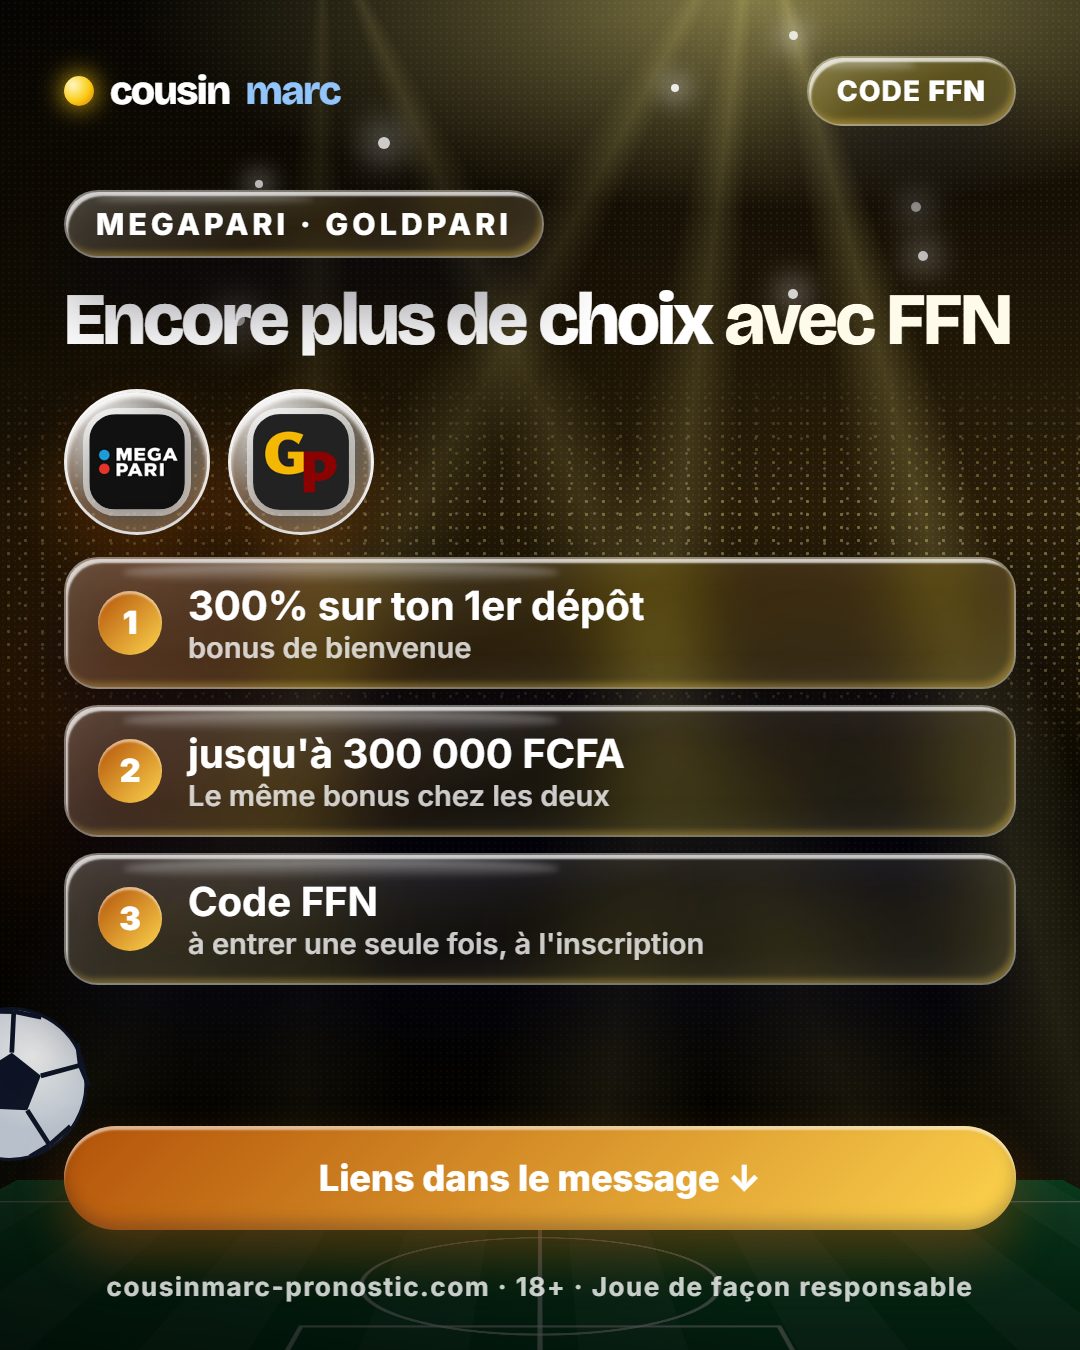 cousin marc
CODE FFN
MEGAPARI · GOLDPARI
Encore plus de choix avec FFN
MEGA
PARI
GP
1
300% sur ton 1er dépôt
bonus de bienvenue
2
jusqu'à 300 000 FCFA
Le même bonus chez les deux
3
Code FFN
à entrer une seule fois, à l'inscription
Liens dans le message ↓
cousinmarc-pronostic.com · 18+ · Joue de façon responsable